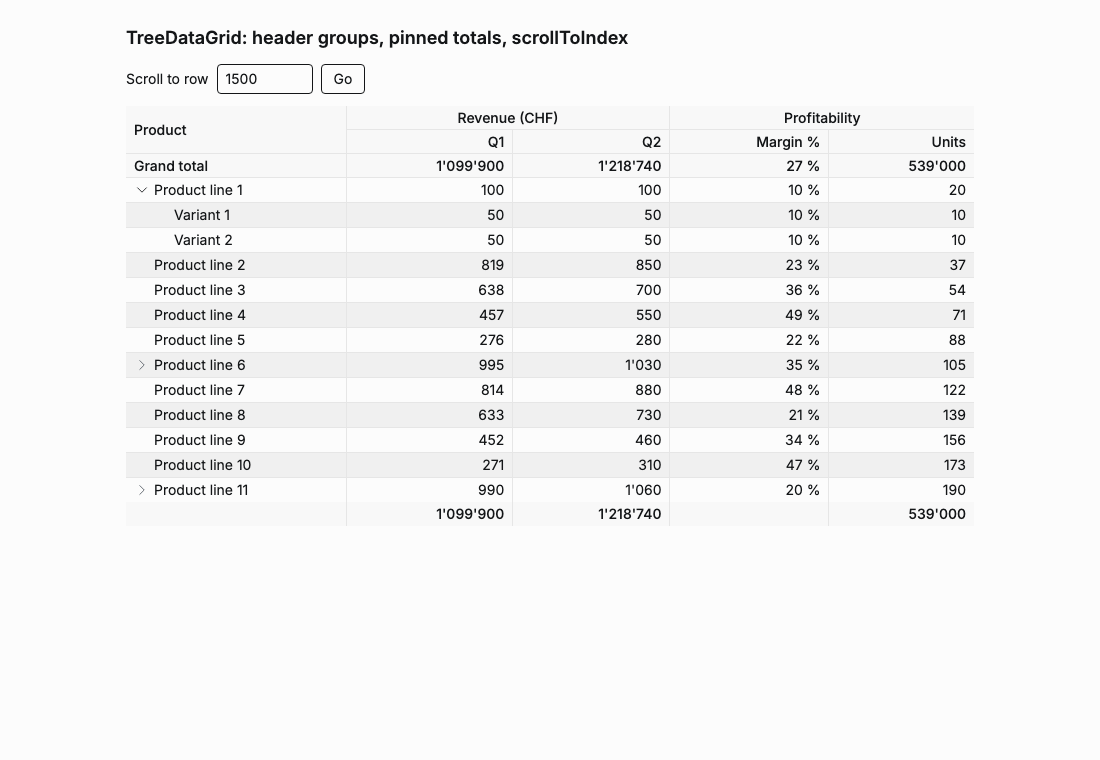 TreeDataGrid: header groups, pinned totals, scrollToIndex
Scroll to row 1500 Go
Product Revenue (CHF) Profitability
Q1 Q2 Margin % Units
Grand total 1'099'900 1'218'740 27 % 539'000
Product line 1 100 100 10 % 20
Variant 1 50 50 10 % 10
Variant 2 50 50 10 % 10
Product line 2 819 850 23 % 37
Product line 3 638 700 36 % 54
Product line 4 457 550 49 % 71
Product line 5 276 280 22 % 88
Product line 6 995 1'030 35 % 105
Product line 7 814 880 48 % 122
Product line 8 633 730 21 % 139
Product line 9 452 460 34 % 156
Product line 10 271 310 47 % 173
Product line 11 990 1'060 20 % 190
1'099'900 1'218'740 539'000